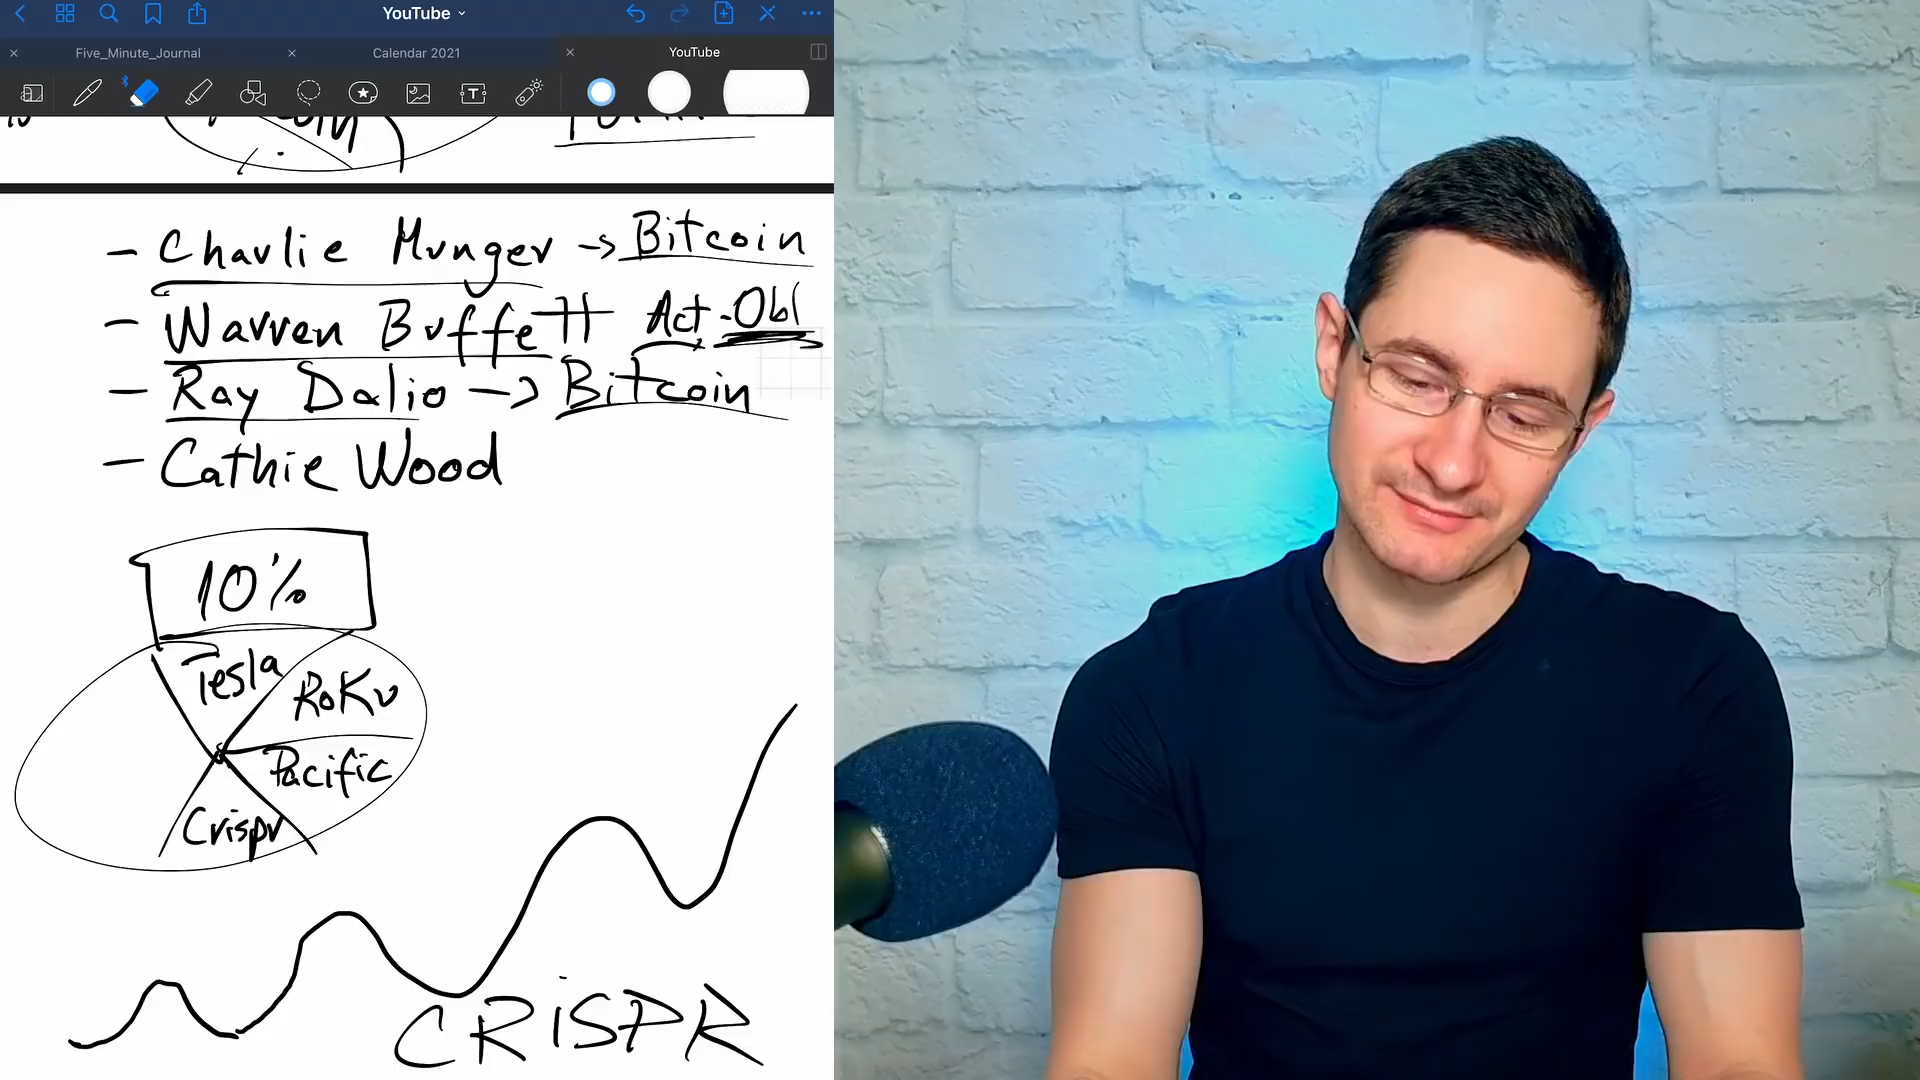 YouTube
Five_Minute_Journal
Calendar 2021
YouTube
- Charlie Munger -> Bitcoin
- Warren Buffett Act - Obl
- Ray Dalio -> Bitcoin
- Cathie Wood
10%
Tesla
RoKu
Pacific
Crispr
CRiSPR